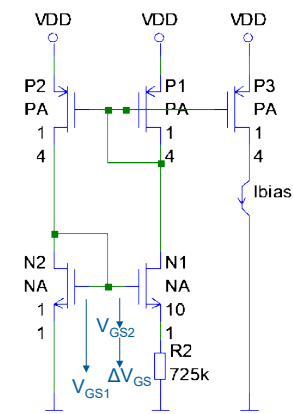 VDD VDD VDD
P2 P1 P3
PA PA PA
1 1 1
4 4 4
Ibias
N2 N1
NA NA
1 10
1 1
VGS2
R2
VGS1 ΔVGS 725k